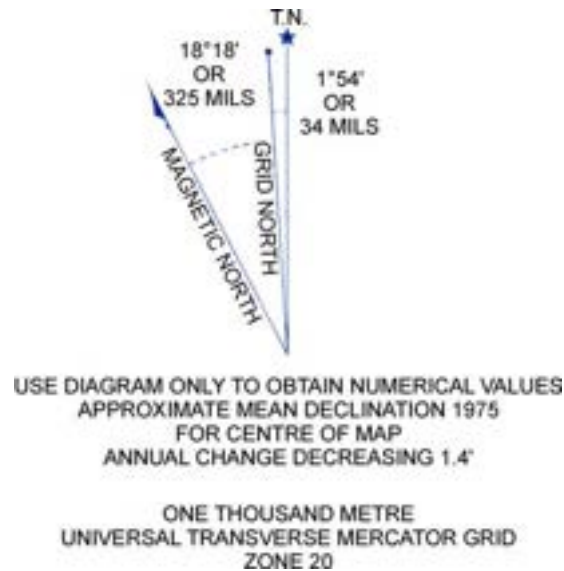 T.N.
18°18'
OR
325 MILS
1°54'
OR
34 MILS
MAGNETIC NORTH
GRID NORTH
USE DIAGRAM ONLY TO OBTAIN NUMERICAL VALUES
APPROXIMATE MEAN DECLINATION 1975
FOR CENTRE OF MAP
ANNUAL CHANGE DECREASING 1.4'
ONE THOUSAND METRE
UNIVERSAL TRANSVERSE MERCATOR GRID
ZONE 20